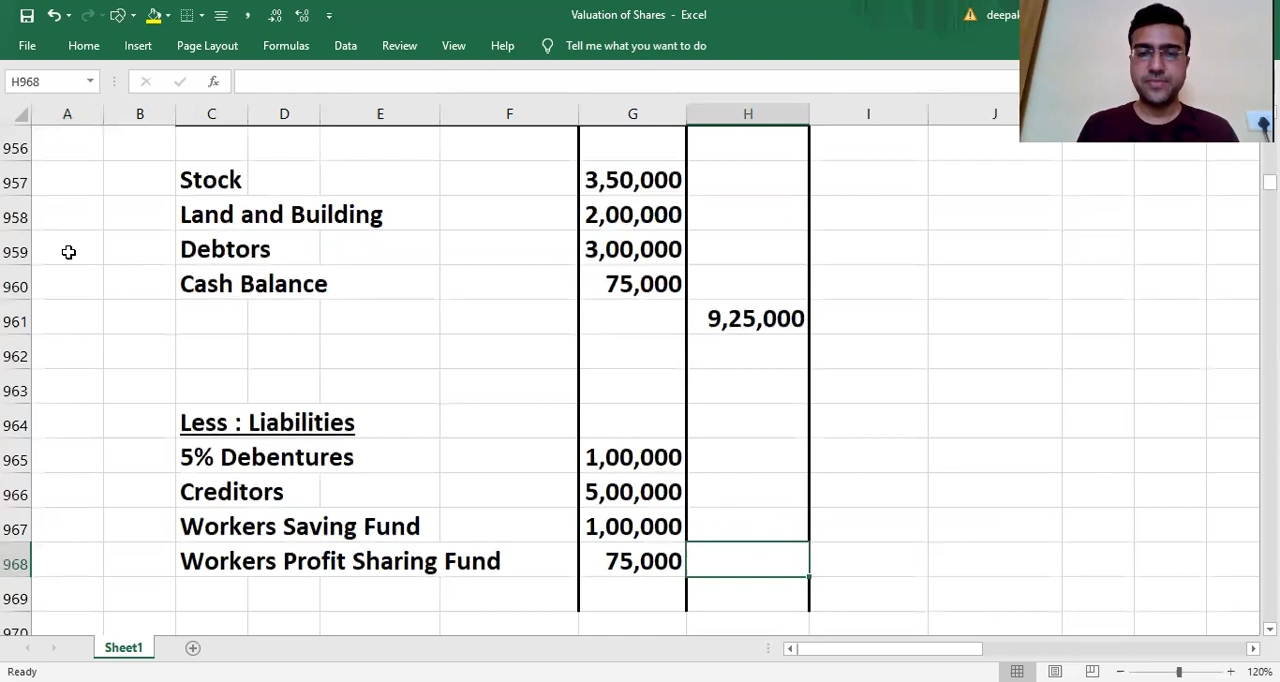 Valuation of Shares - Excel
File Home Insert Page Layout Formulas Data Review View Help Tell me what you want to do
H968 fx
A B C D E F G H I J
956
957 Stock 3,50,000
958 Land and Building 2,00,000
959 Debtors 3,00,000
960 Cash Balance 75,000
961 9,25,000
962
963
964 Less : Liabilities
965 5% Debentures 1,00,000
966 Creditors 5,00,000
967 Workers Saving Fund 1,00,000
968 Workers Profit Sharing Fund 75,000
969
970
Sheet1
Ready 120%